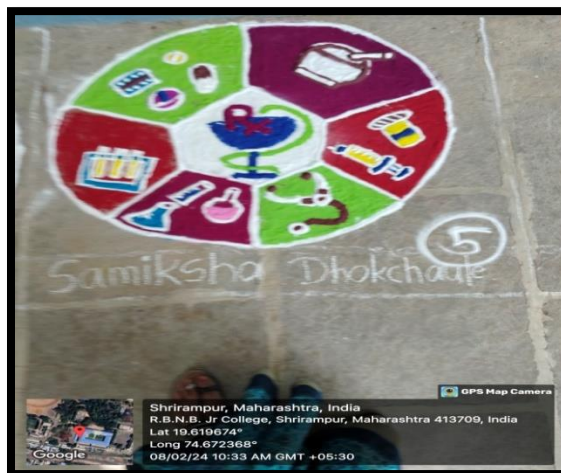 Rx
Samiksha Dhokchaule
5
GPS Map Camera
Shrirampur, Maharashtra, India
R.B.N.B. Jr College, Shrirampur, Maharashtra 413709, India
Lat 19.619674°
Long 74.672368°
08/02/24 10:33 AM GMT +05:30
Google